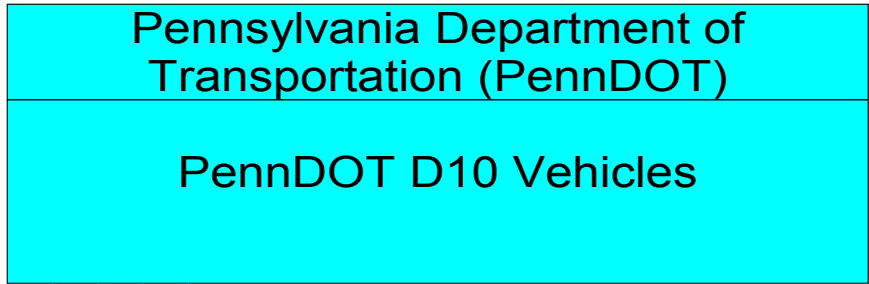 Pennsylvania Department of
Transportation (PennDOT)
PennDOT D10 Vehicles